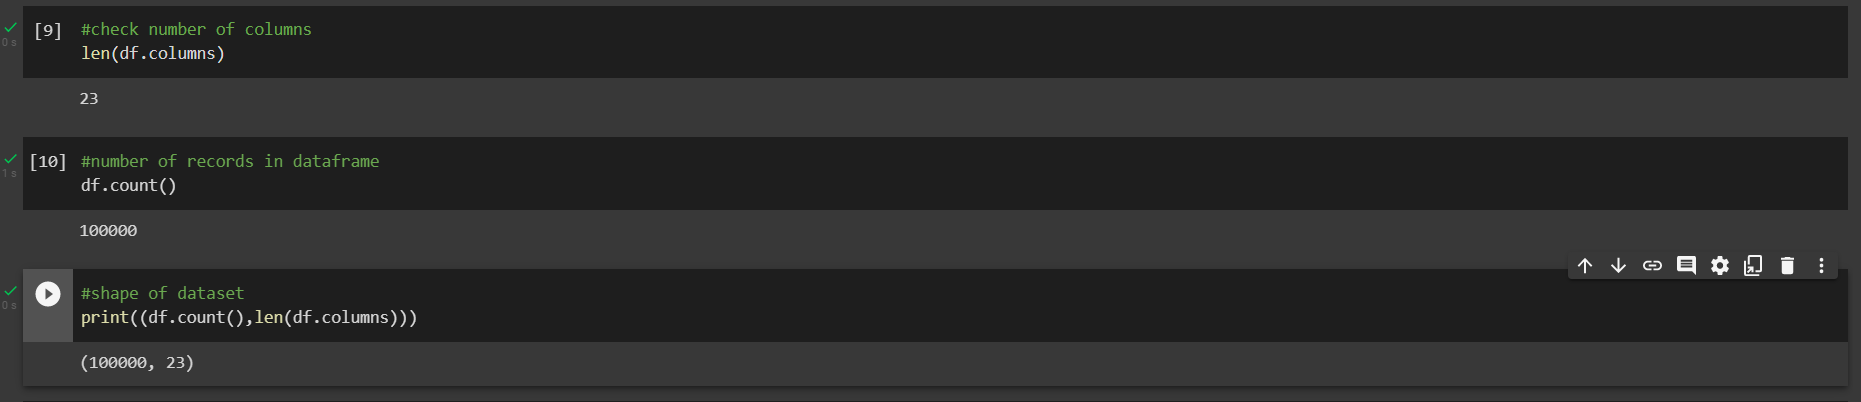 [9] #check number of columns
0 s len(df.columns)
23
[10] #number of records in dataframe
1 s df.count()
100000
#shape of dataset
0 s print((df.count(),len(df.columns)))
(100000, 23)